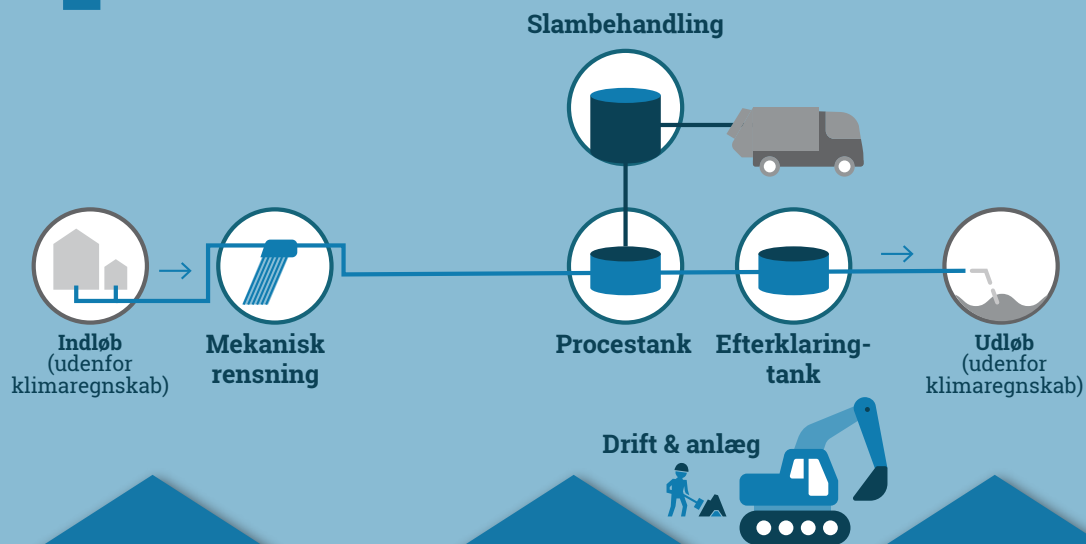 Slambehandling
Indløb
(udenfor
klimaregnskab)
Mekanisk
rensning
Procestank
Efterklaring-
tank
Udløb
(udenfor
klimaregnskab)
Drift & anlæg